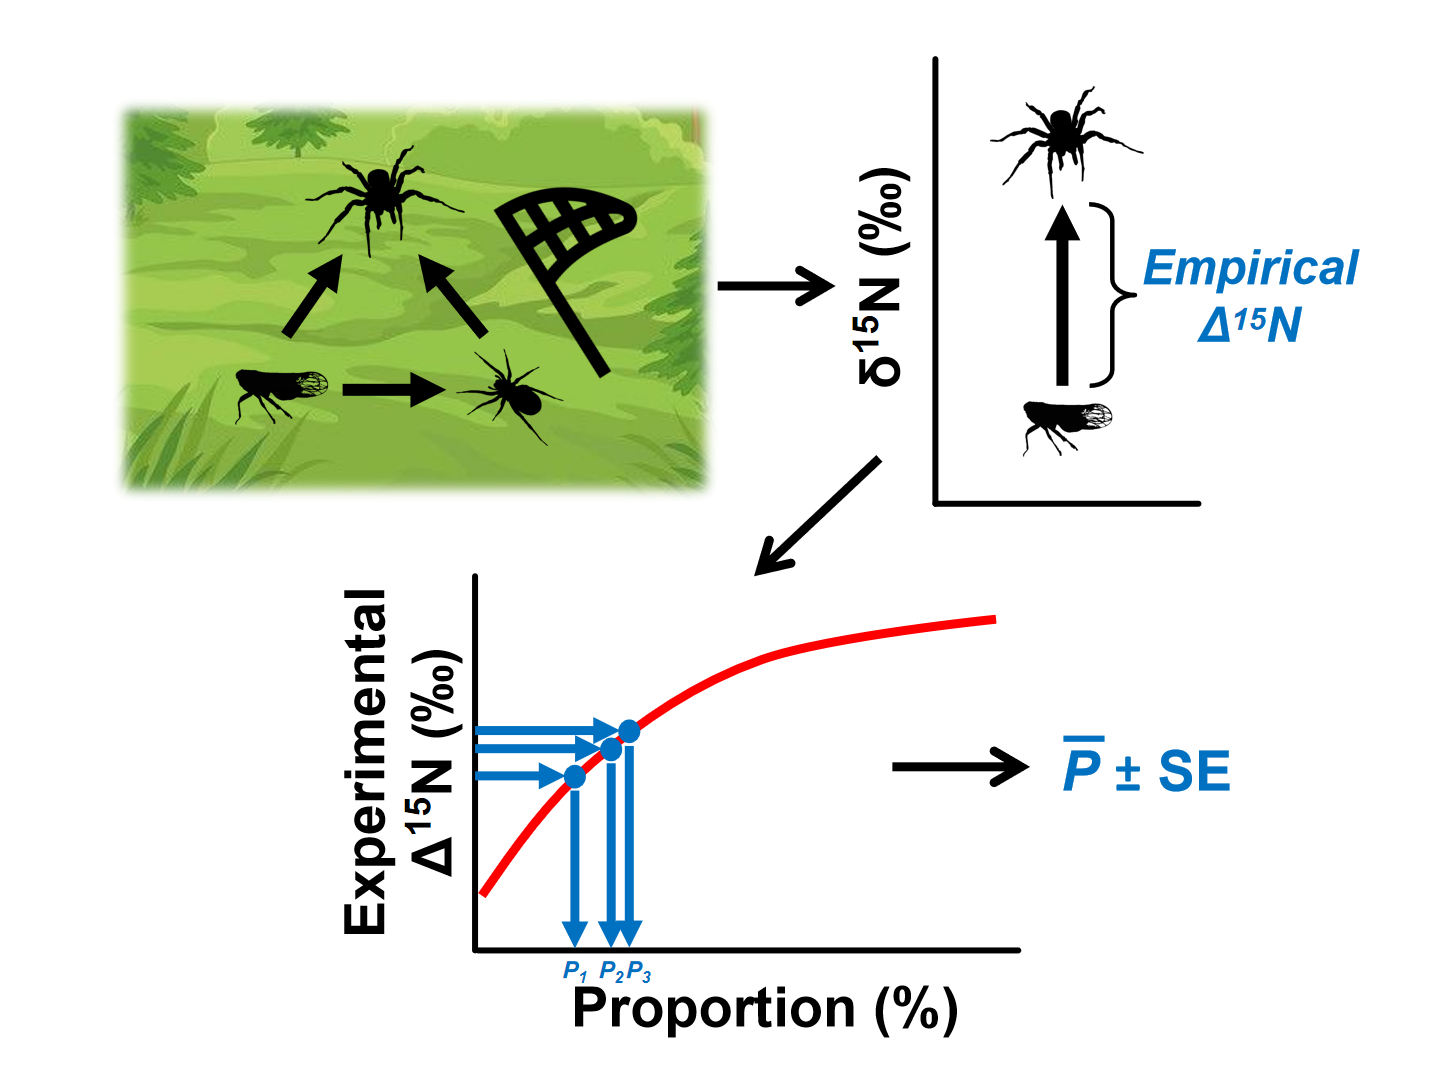 δ¹⁵N (‰)
Empirical
Δ¹⁵N
Experimental
Δ¹⁵N (‰)
P₁ P₂ P₃
Proportion (%)
P̅ ± SE